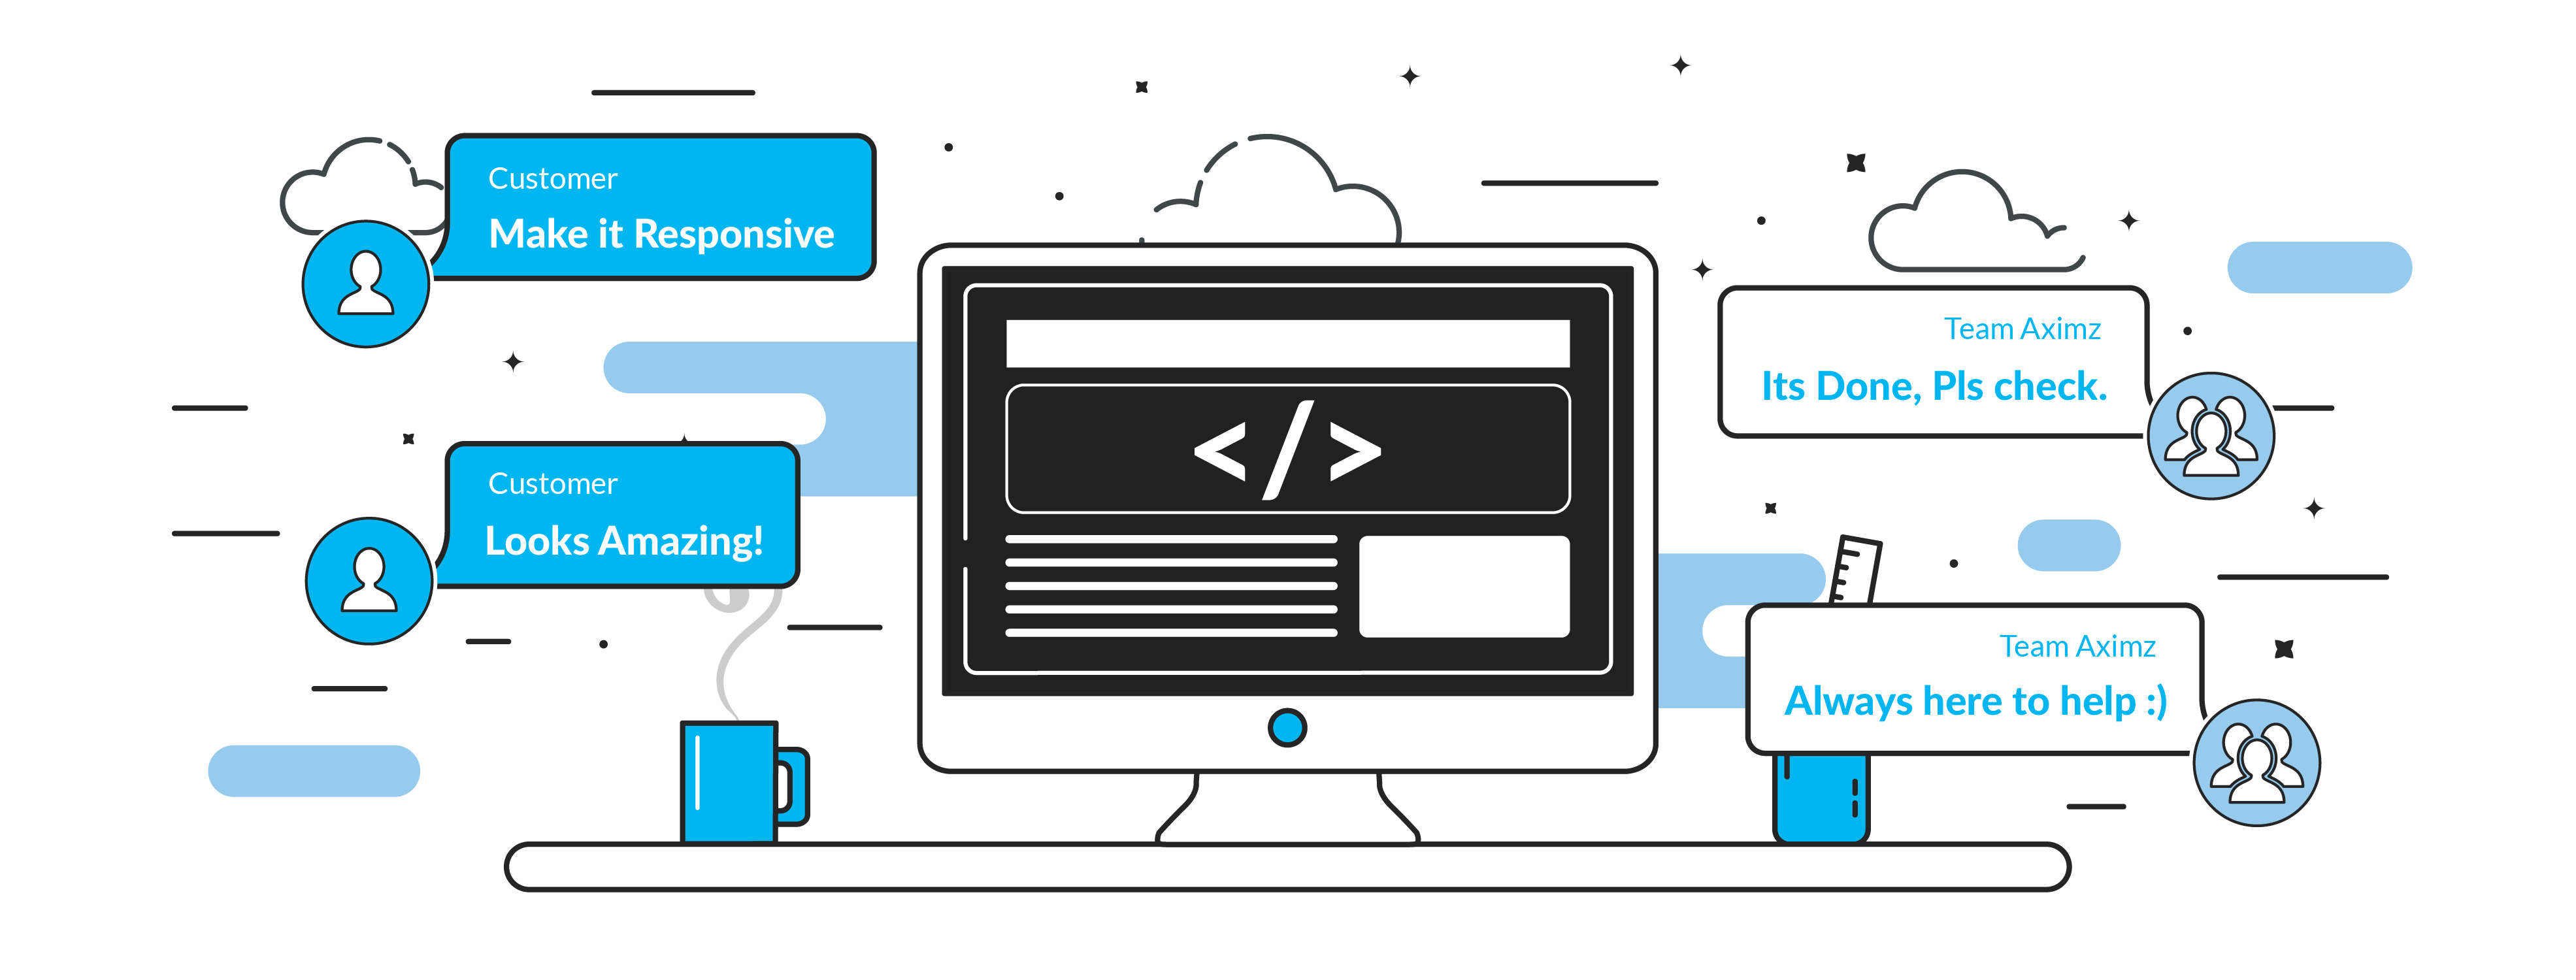 Customer
Make it Responsive
Team Aximz
Its Done, Pls check.
</>
Customer
Looks Amazing!
Team Aximz
Always here to help :)